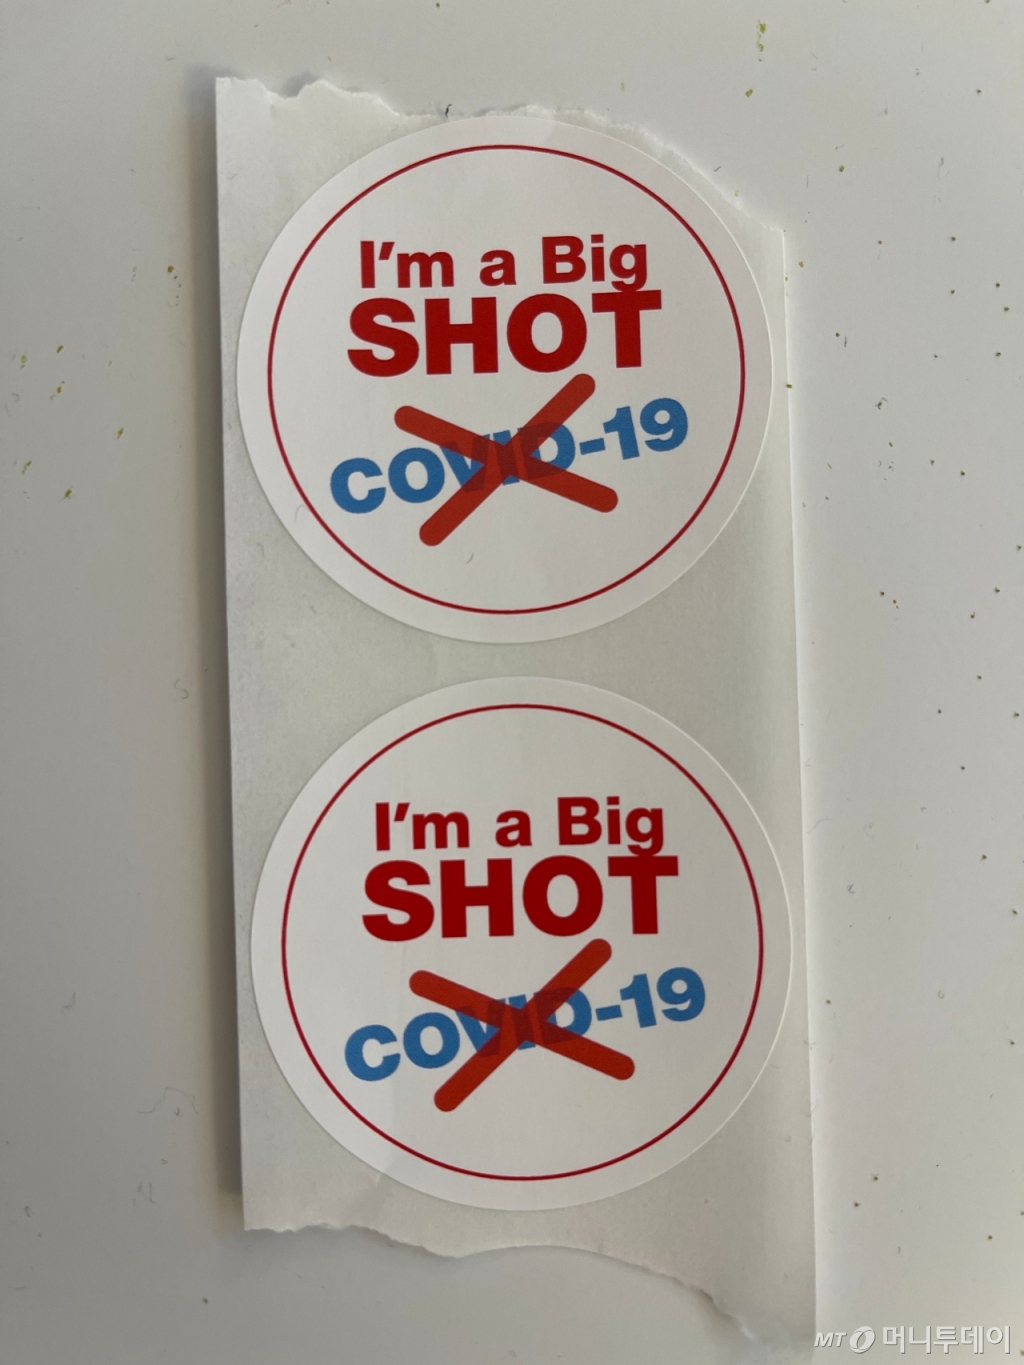 I'm a Big
SHOT
COVID-19
I'm a Big
SHOT
COVID-19
MT 머니투데이